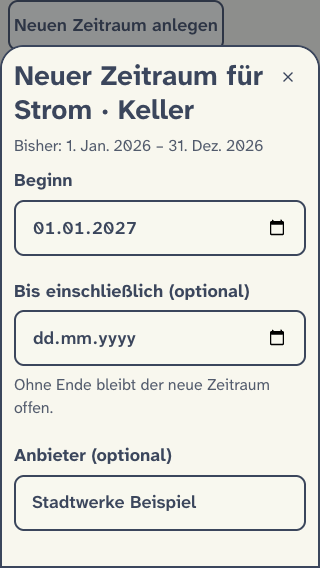 Neuen Zeitraum anlegen
Neuer Zeitraum für
Strom · Keller
Bisher: 1. Jan. 2026 – 31. Dez. 2026
Beginn
01.01.2027
Bis einschließlich (optional)
dd.mm.yyyy
Ohne Ende bleibt der neue Zeitraum
offen.
Anbieter (optional)
Stadtwerke Beispiel